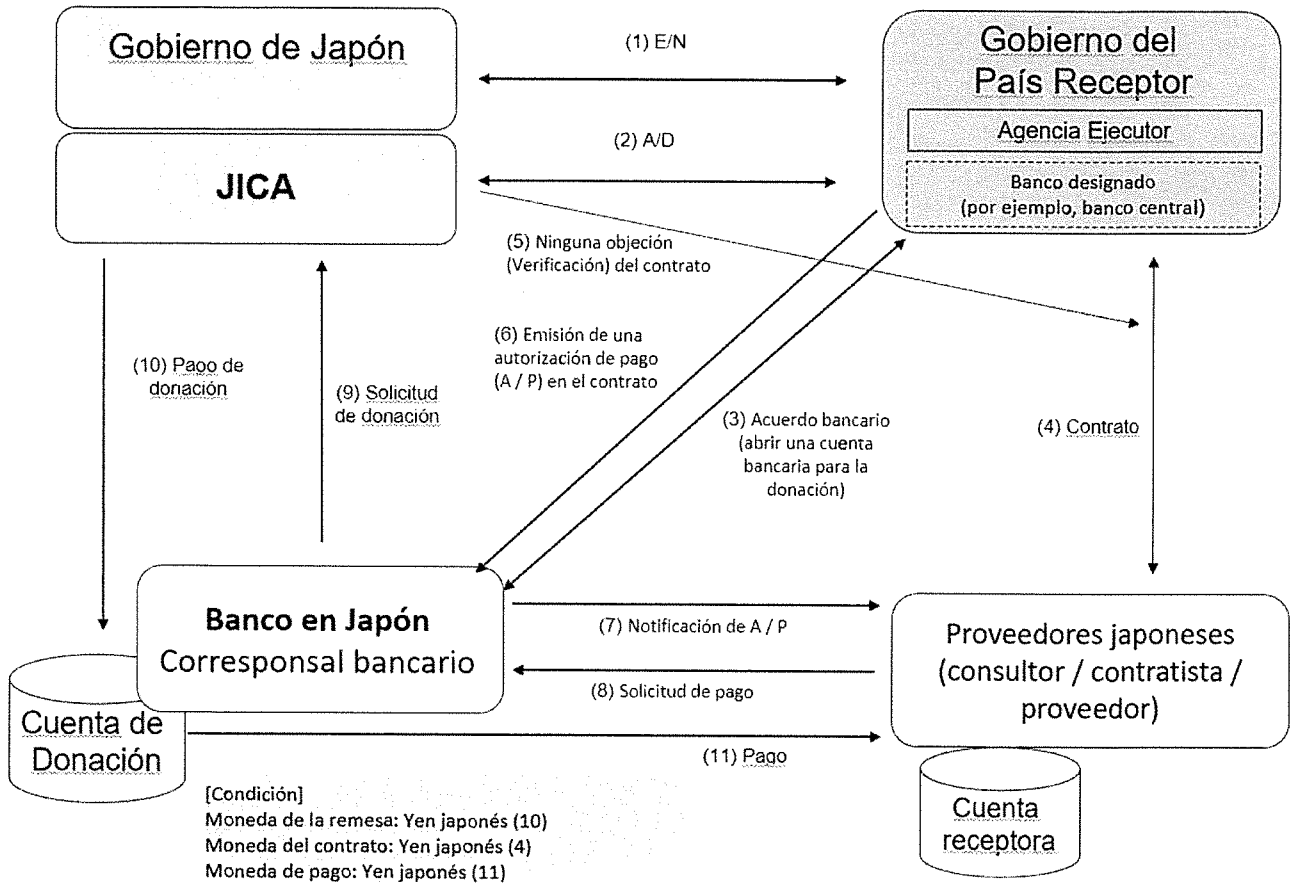 Gobierno de Japón
(1) E/N
Gobierno del
País Receptor
Agencia Ejecutor
Banco designado
(por ejemplo, banco central)
(2) A/D
JICA
(5) Ninguna objeción
(Verificación) del contrato
(6) Emisión de una
autorización de pago
(A / P) en el contrato
(10) Pago de
donación
(9) Solicitud
de donación
(3) Acuerdo bancario
(abrir una cuenta
bancaria para la
donación)
(4) Contrato
Banco en Japón
Corresponsal bancario
(7) Notificación de A / P
(8) Solicitud de pago
Proveedores japoneses
(consultor / contratista /
proveedor)
Cuenta de
Donación
(11) Pago
Cuenta
receptora
[Condición]
Moneda de la remesa: Yen japonés (10)
Moneda del contrato: Yen japonés (4)
Moneda de pago: Yen japonés (11)